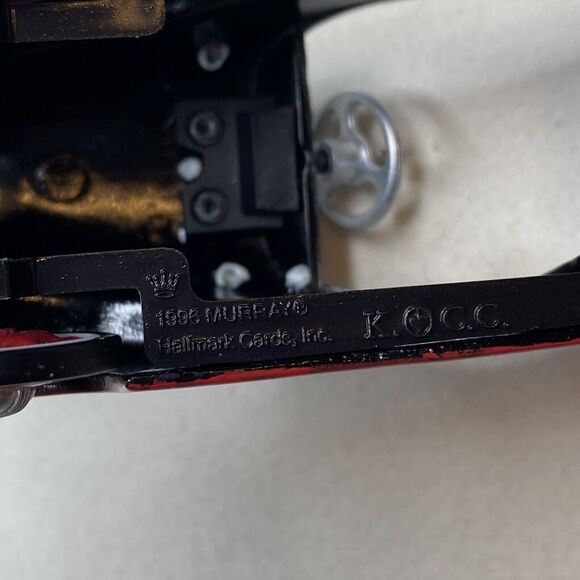 1996 MURRAY®
Hallmark Cards, Inc.
K. C.C.